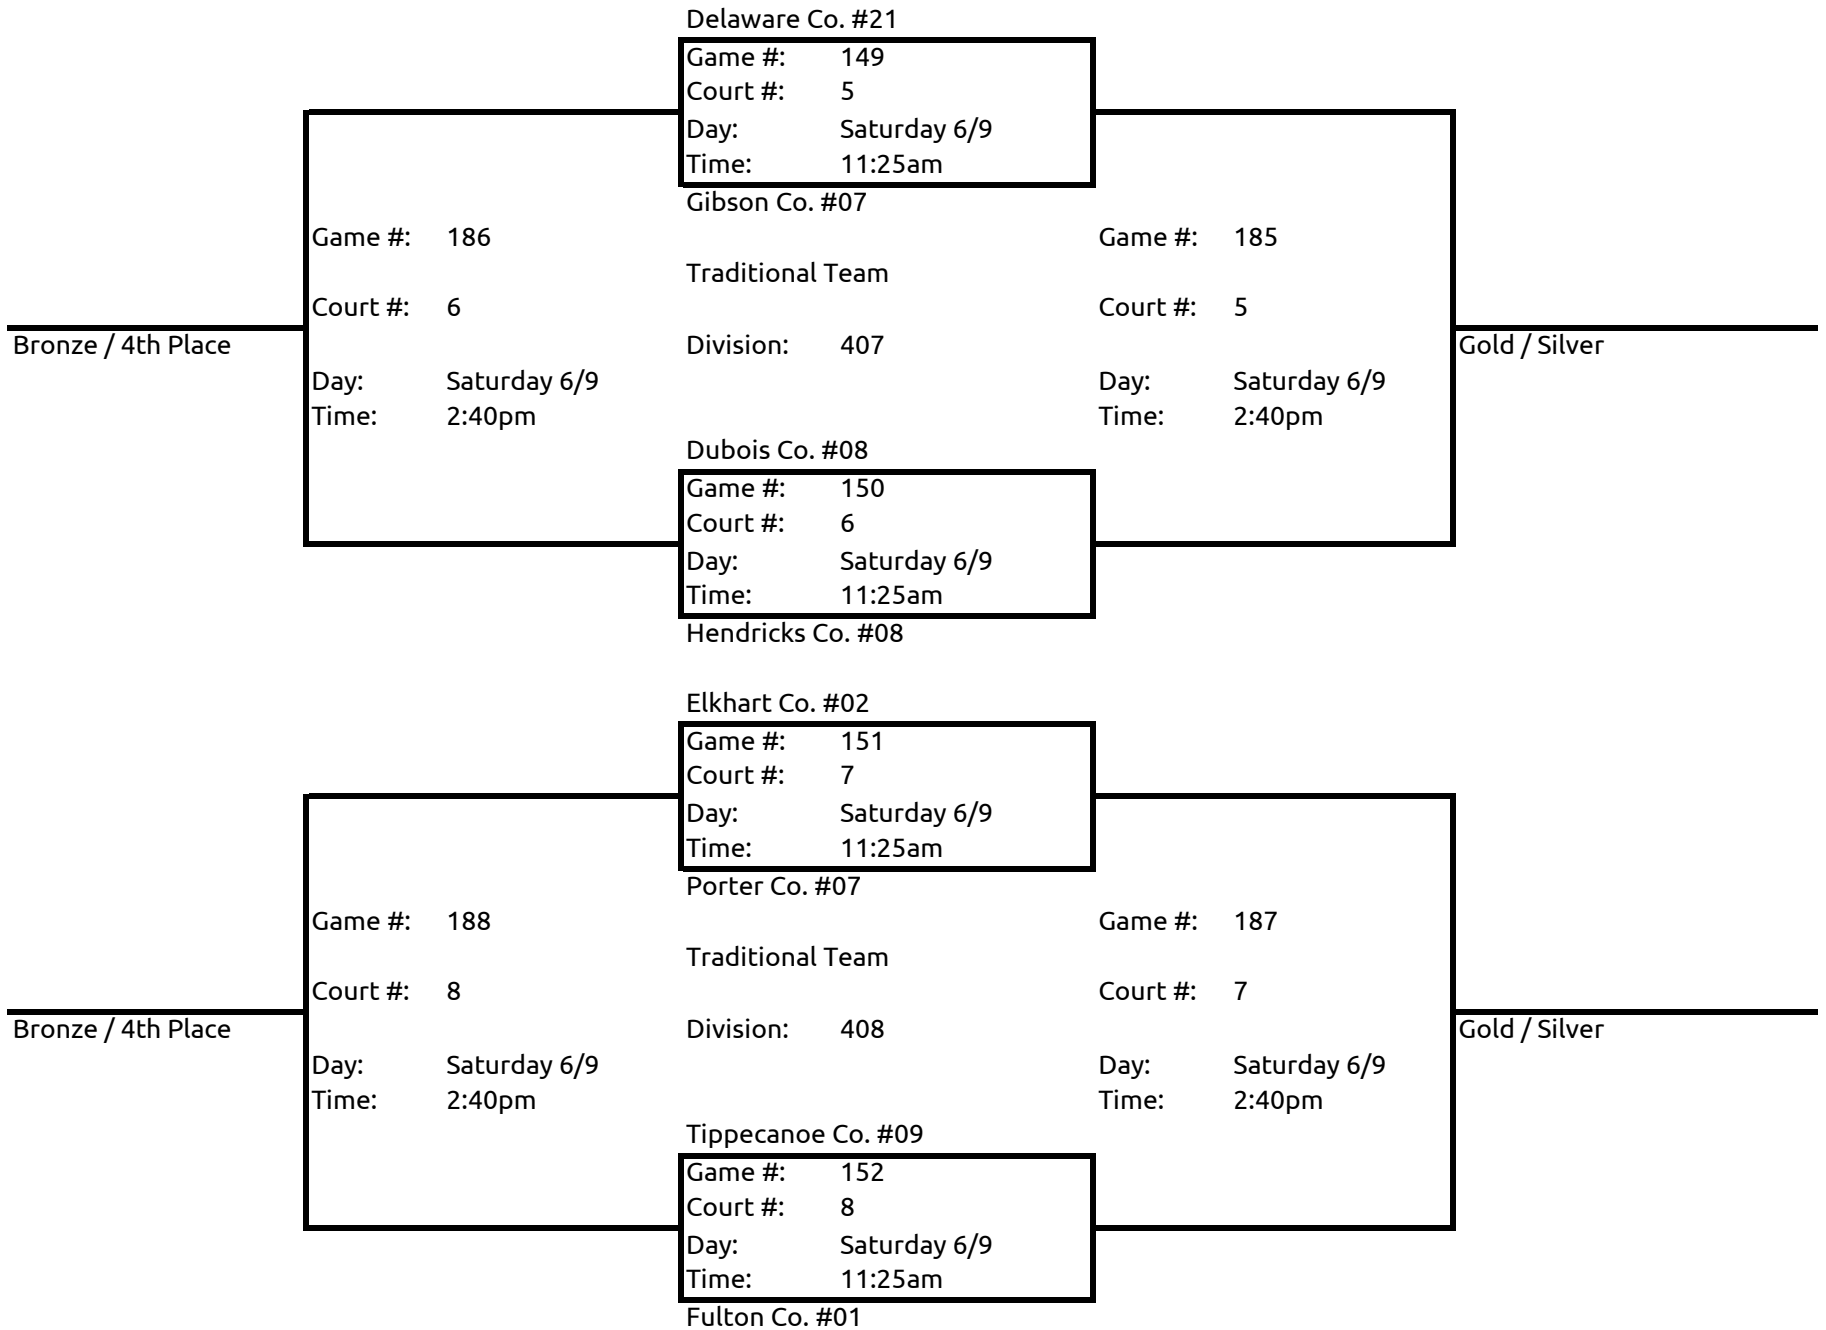 Delaware Co. #21
Game #: 149
Court #: 5
Day: Saturday 6/9
Time: 11:25am
Gibson Co. #07
Game #: 186 Game #: 185
Traditional Team
Court #: 6 Court #: 5
Bronze / 4th Place Division: 407 Gold / Silver
Day: Saturday 6/9 Day: Saturday 6/9
Time: 2:40pm Time: 2:40pm
Dubois Co. #08
Game #: 150
Court #: 6
Day: Saturday 6/9
Time: 11:25am
Hendricks Co. #08
Elkhart Co. #02
Game #: 151
Court #: 7
Day: Saturday 6/9
Time: 11:25am
Porter Co. #07
Game #: 188 Game #: 187
Traditional Team
Court #: 8 Court #: 7
Bronze / 4th Place Division: 408 Gold / Silver
Day: Saturday 6/9 Day: Saturday 6/9
Time: 2:40pm Time: 2:40pm
Tippecanoe Co. #09
Game #: 152
Court #: 8
Day: Saturday 6/9
Time: 11:25am
Fulton Co. #01